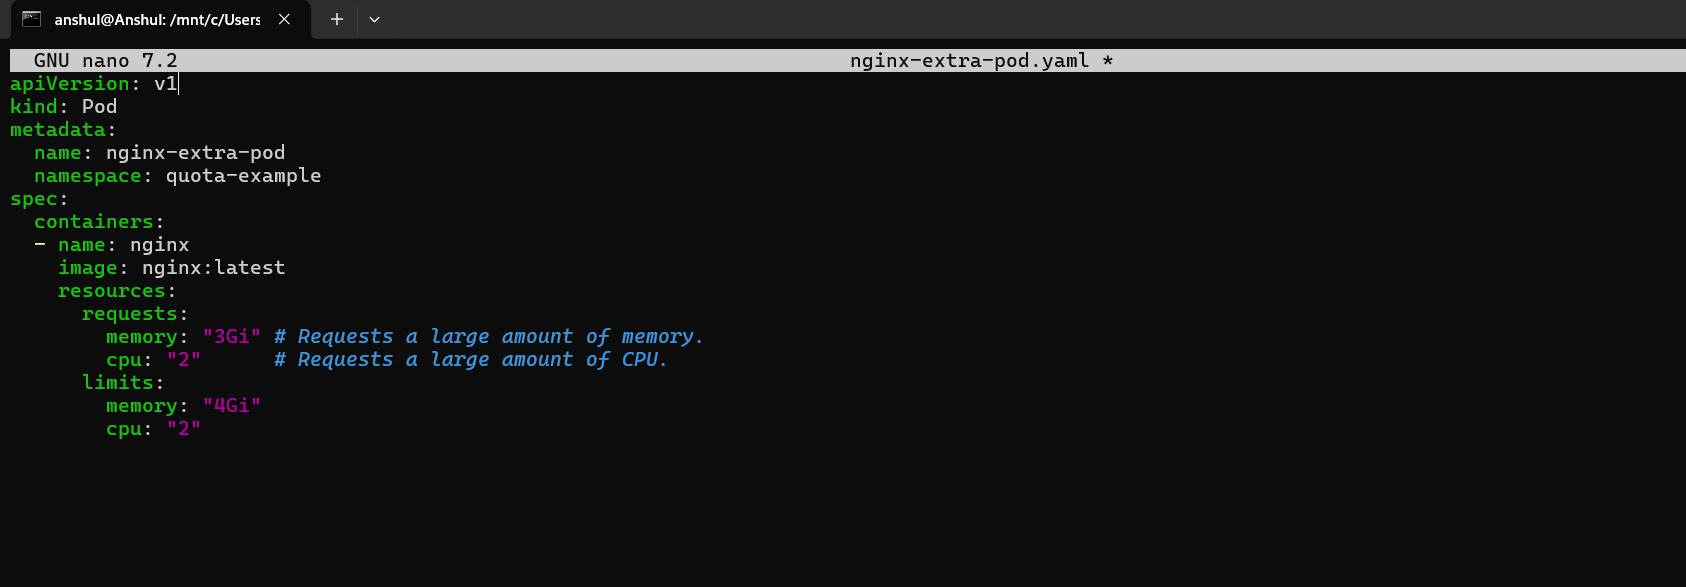 anshul@Anshul: /mnt/c/Users
GNU nano 7.2 nginx-extra-pod.yaml *
apiVersion: v1
kind: Pod
metadata:
  name: nginx-extra-pod
  namespace: quota-example
spec:
  containers:
  - name: nginx
    image: nginx:latest
    resources:
      requests:
        memory: "3Gi" # Requests a large amount of memory.
        cpu: "2"      # Requests a large amount of CPU.
      limits:
        memory: "4Gi"
        cpu: "2"